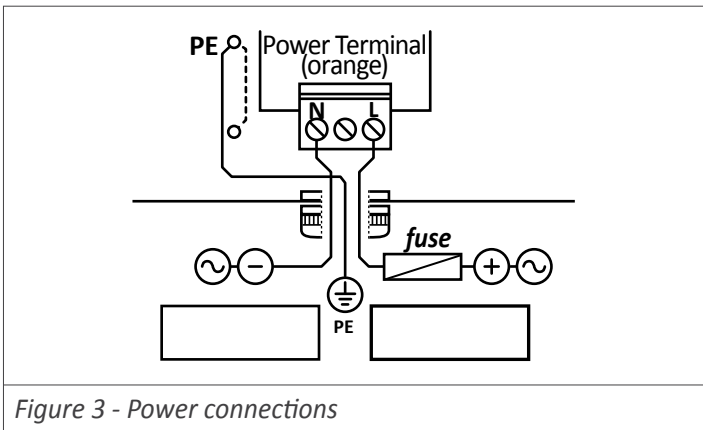 PE
Power Terminal
(orange)
N L
fuse
PE
Figure 3 - Power connections